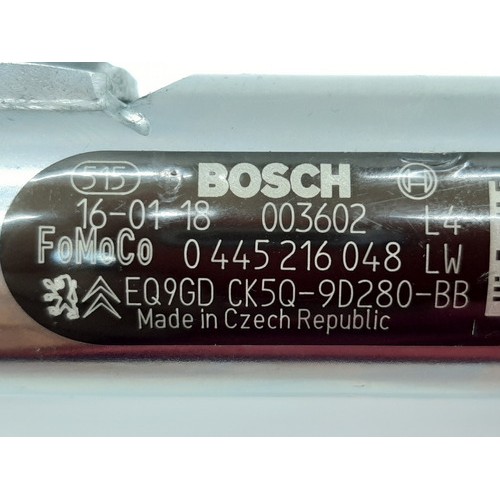 515 BOSCH
16-01 18 003602 L4
FoMoCo 0 445 216 048 LW
EQ9GD CK5Q-9D280-BB
Made in Czech Republic